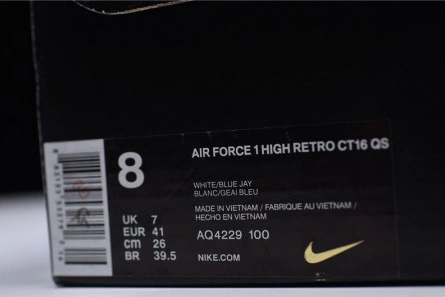 8
AIR FORCE 1 HIGH RETRO CT16 QS
WHITE/BLUE JAY
BLANC/GEAI BLEU
MADE IN VIETNAM / FABRIQUE AU VIETNAM /
HECHO EN VIETNAM
UK 7
EUR 41
cm 26
BR 39.5
AQ4229 100
NIKE.COM